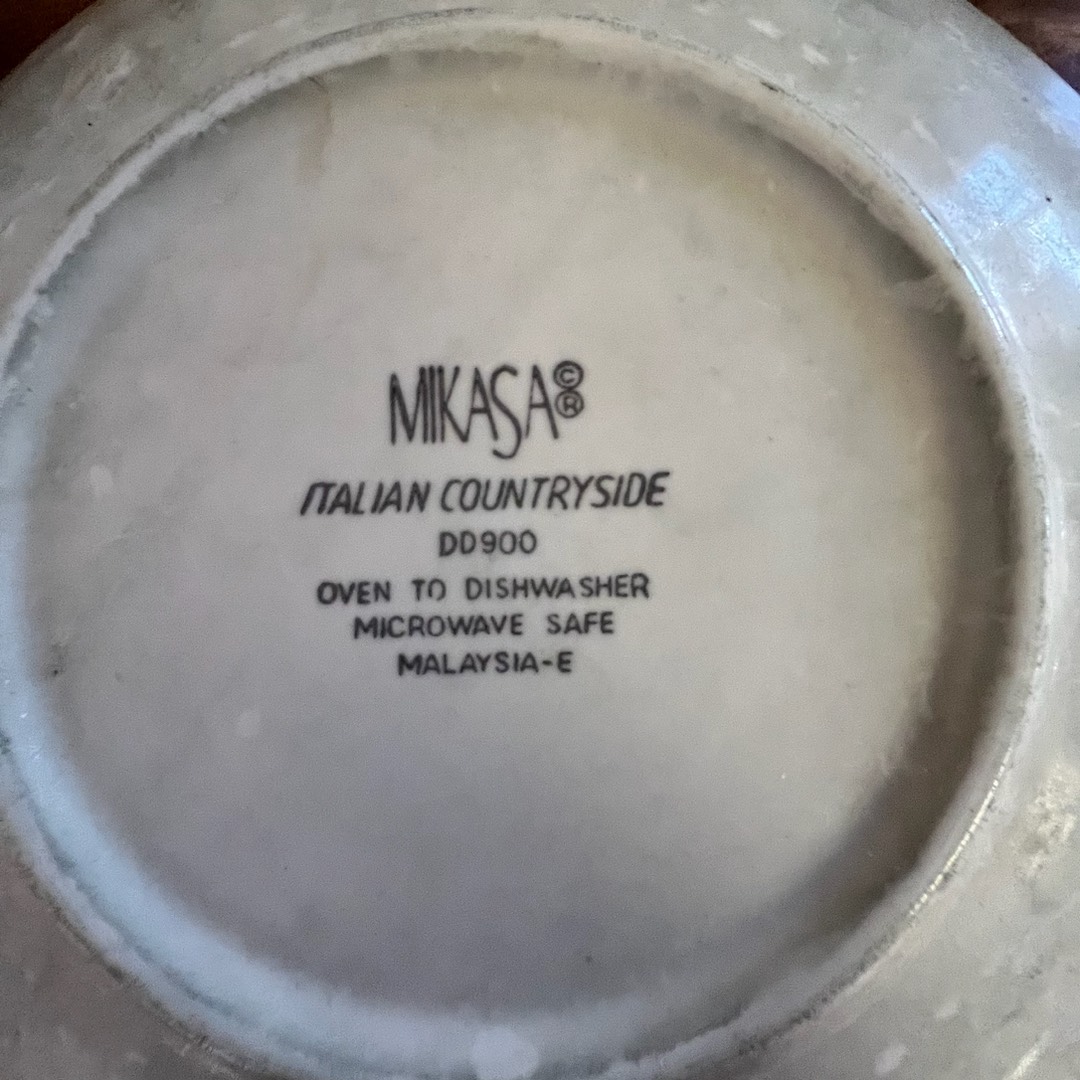 MIKASA©®
ITALIAN COUNTRYSIDE
DD900
OVEN TO DISHWASHER
MICROWAVE SAFE
MALAYSIA-E